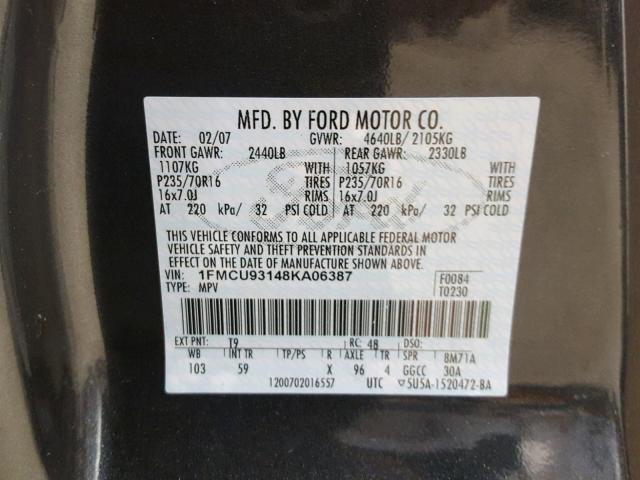 MFD. BY FORD MOTOR CO.
DATE: 02/07 GVWR: 4640LB/ 2105KG
FRONT GAWR: 2440LB REAR GAWR: 2330LB
1107KG WITH 1057KG WITH
P235/70R16 TIRES P235/70R16 TIRES
16x7.0J RIMS 16x7.0J RIMS
AT 220 kPa/ 32 PSI COLD AT 220 kPa/ 32 PSI COLD
THIS VEHICLE CONFORMS TO ALL APPLICABLE FEDERAL MOTOR
VEHICLE SAFETY AND THEFT PREVENTION STANDARDS IN
EFFECT ON THE DATE OF MANUFACTURE SHOWN ABOVE.
VIN: 1FMCU93148KA06387 F0084
TYPE: MPV T0230
EXT PNT: T9 RC: 48 DSO:
WB INT TR TP/PS R AXLE TR SPR 8M71A
103 59 X 96 4 GGCC 30A
1200702016557 UTC ▽5U5A-1520472-BA